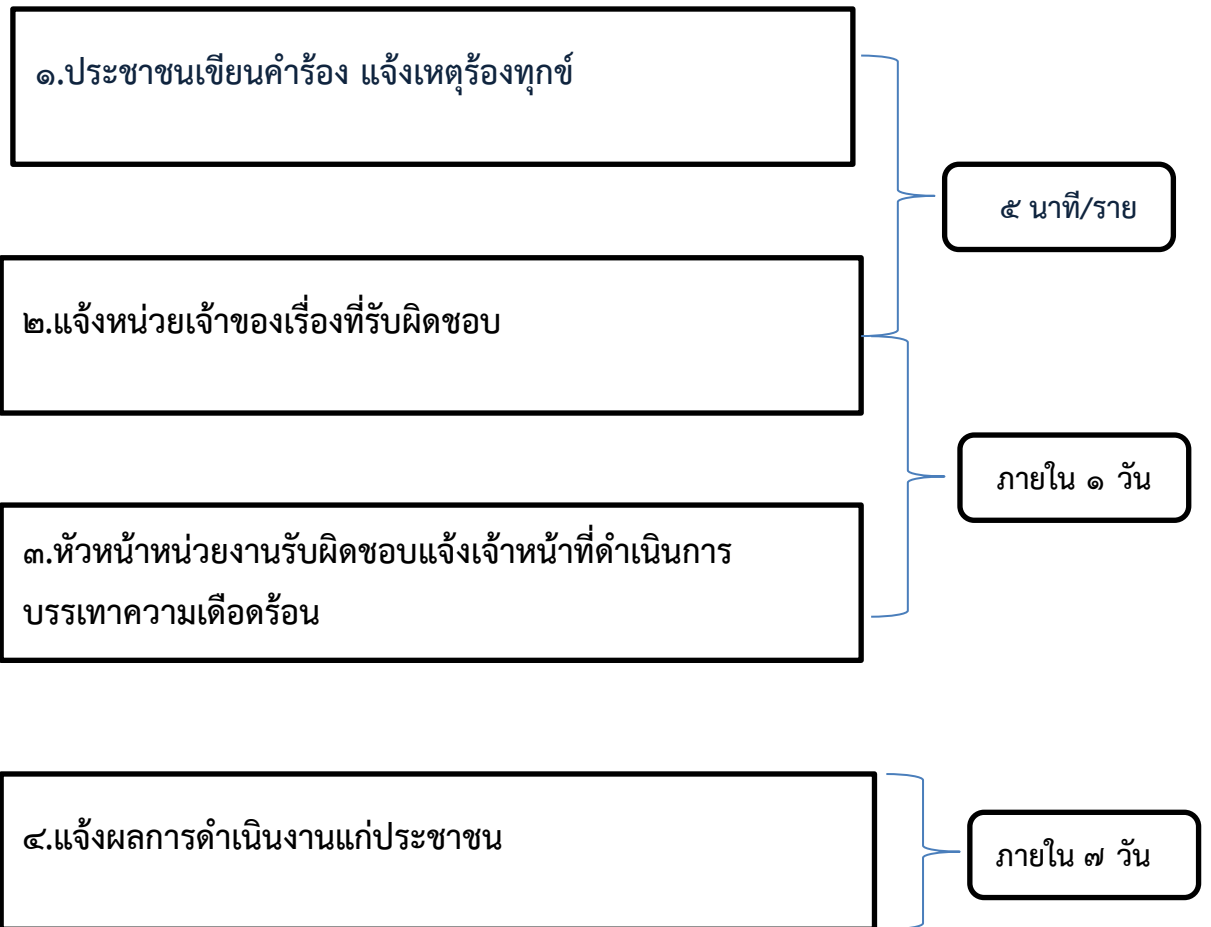 ๑.ประชาชนเขียนคำร้อง แจ้งเหตุร้องทุกข์
๕ นาที/ราย
๒.แจ้งหน่วยเจ้าของเรื่องที่รับผิดชอบ
ภายใน ๑ วัน
๓.หัวหน้าหน่วยงานรับผิดชอบแจ้งเจ้าหน้าที่ดำเนินการ
บรรเทาความเดือดร้อน
๔.แจ้งผลการดำเนินงานแก่ประชาชน
ภายใน ๗ วัน